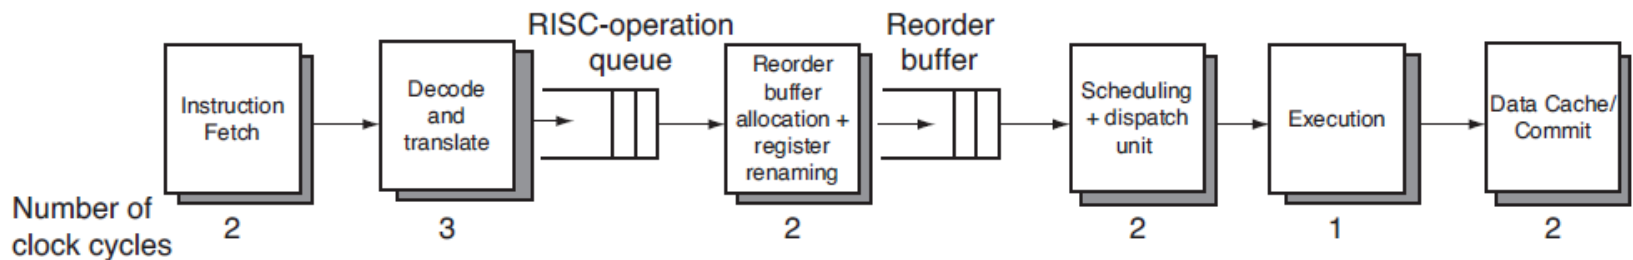 RISC-operation
queue
Reorder
buffer
Instruction
Fetch
Decode
and
translate
Reorder
buffer
allocation +
register
renaming
Scheduling
+ dispatch
unit
Execution
Data Cache/
Commit
Number of
clock cycles
2
3
2
2
1
2